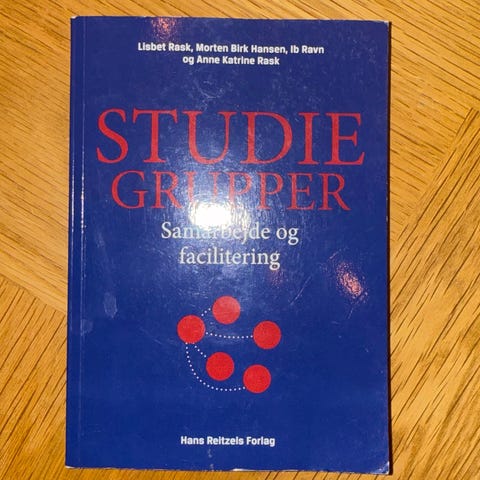 Lisbet Rask, Morten Birk Hansen, Ib Ravn
og Anne Katrine Rask
STUDIE
GRUPPER
Samarbejde og
facilitering
Hans Reitzels Forlag